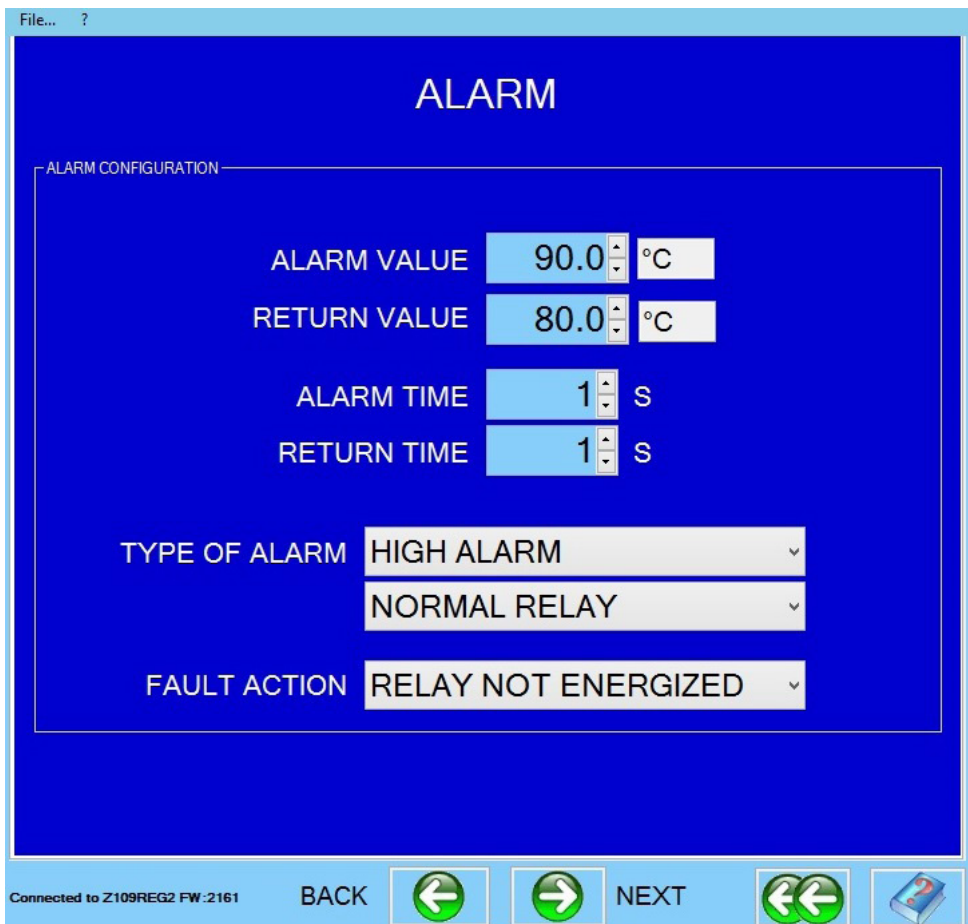 File... ?
ALARM
ALARM CONFIGURATION
ALARM VALUE 90.0 °C
RETURN VALUE 80.0 °C
ALARM TIME 1 S
RETURN TIME 1 S
TYPE OF ALARM HIGH ALARM
NORMAL RELAY
FAULT ACTION RELAY NOT ENERGIZED
Connected to Z109REG2 FW:2161 BACK NEXT
?